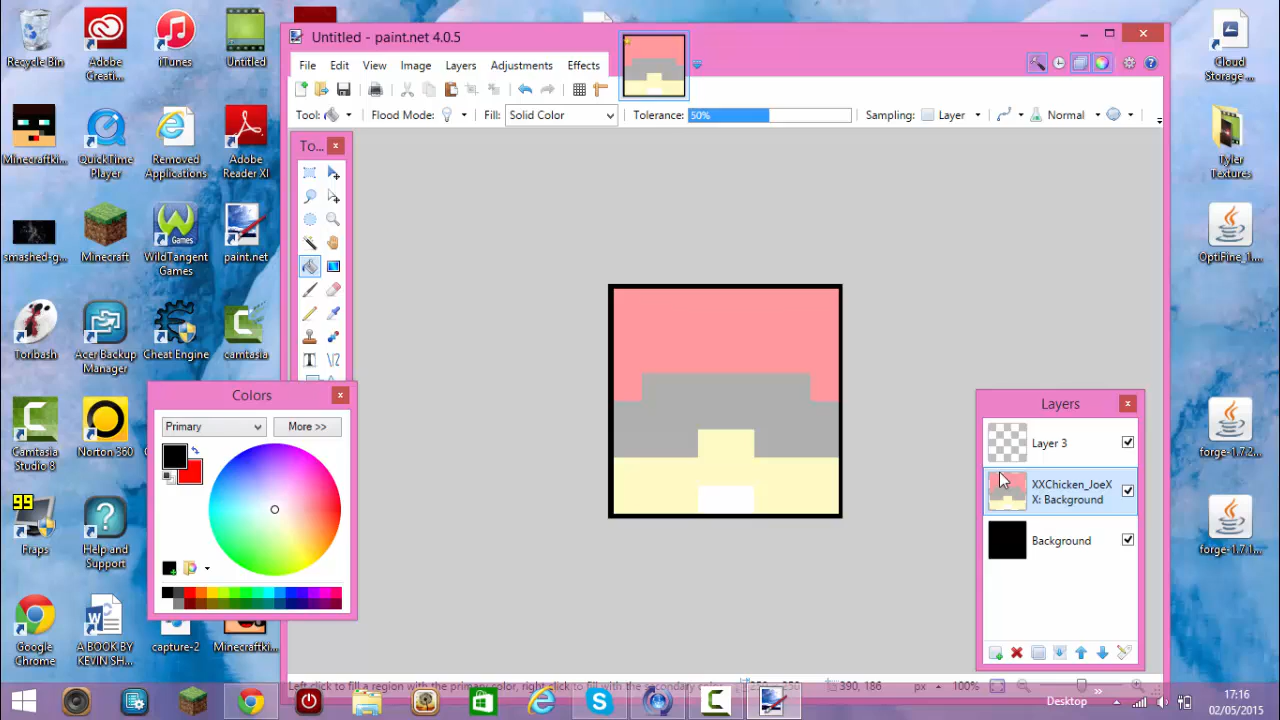 Recycle Bin
Adobe Creati...
iTunes
Untitled
Minecraftki...
QuickTime Player
Removed Applications
Adobe Reader XI
smashed-g...
Minecraft
WildTangent Games
paint.net
Toribash
Acer Backup Manager
Cheat Engine
camtasia
Camtasia Studio 8
Norton 360
99
Fraps
Help and Support
Google Chrome
A BOOK BY KEVIN SH...
capture-2
Minecraftki...
Untitled - paint.net 4.0.5
File Edit View Image Layers Adjustments Effects
Tool: Flood Mode: Fill: Solid Color Tolerance: 50% Sampling: Layer Normal
To...
Colors
Primary
More >>
Layers
Layer 3
XXChicken_JoeX
X: Background
Background
Left click to fill a region with the primary color, right click to fill with the secondary color.
390, 186
px
100%
Cloud Storage ...
Tyler Textures
OptiFine_1....
forge-1.7.2...
forge-1.7.1...
Desktop
17:16
02/05/2015